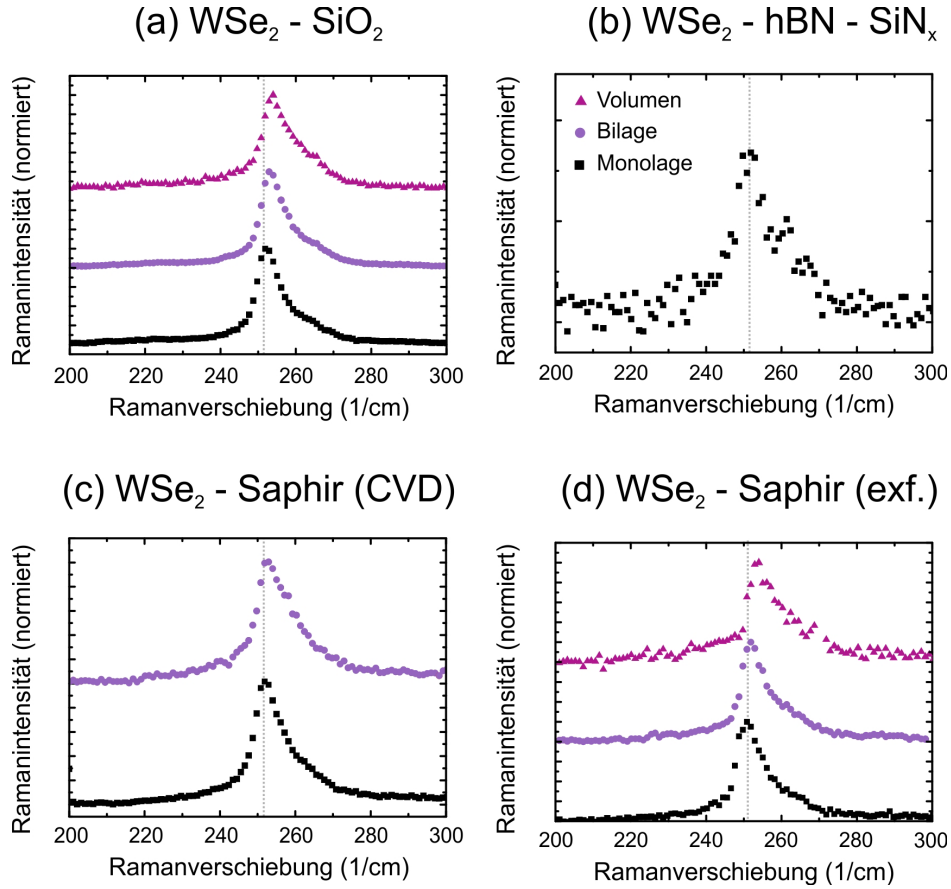 (a) WSe₂ - SiO₂
Ramanintensität (normiert)
200 220 240 260 280 300
Ramanverschiebung (1/cm)
(b) WSe₂ - hBN - SiNₓ
Ramanintensität (normiert)
Volumen
Bilage
Monolage
200 220 240 260 280 300
Ramanverschiebung (1/cm)
(c) WSe₂ - Saphir (CVD)
Ramanintensität (normiert)
200 220 240 260 280 300
Ramanverschiebung (1/cm)
(d) WSe₂ - Saphir (exf.)
Ramanintensität (normiert)
200 220 240 260 280 300
Ramanverschiebung (1/cm)